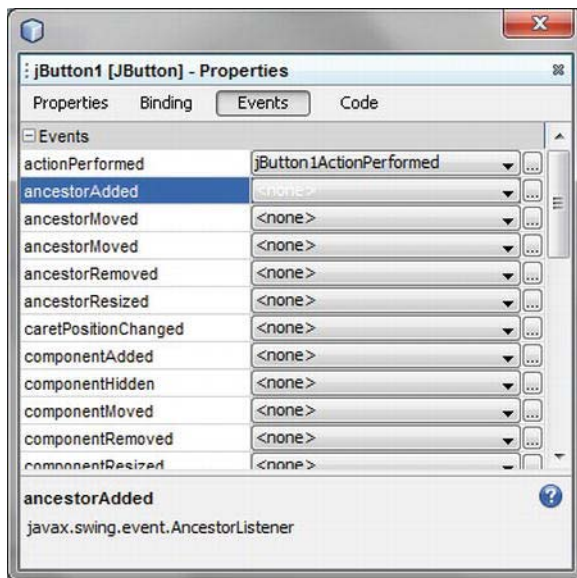 jButton1 [JButton] - Properties
Properties Binding Events Code
Events
actionPerformed jButton1ActionPerformed ...
ancestorAdded <none> ...
ancestorMoved <none> ...
ancestorMoved <none> ...
ancestorRemoved <none> ...
ancestorResized <none> ...
caretPositionChanged <none> ...
componentAdded <none> ...
componentHidden <none> ...
componentMoved <none> ...
componentRemoved <none> ...
componentResized <none>
ancestorAdded
javax.swing.event.AncestorListener